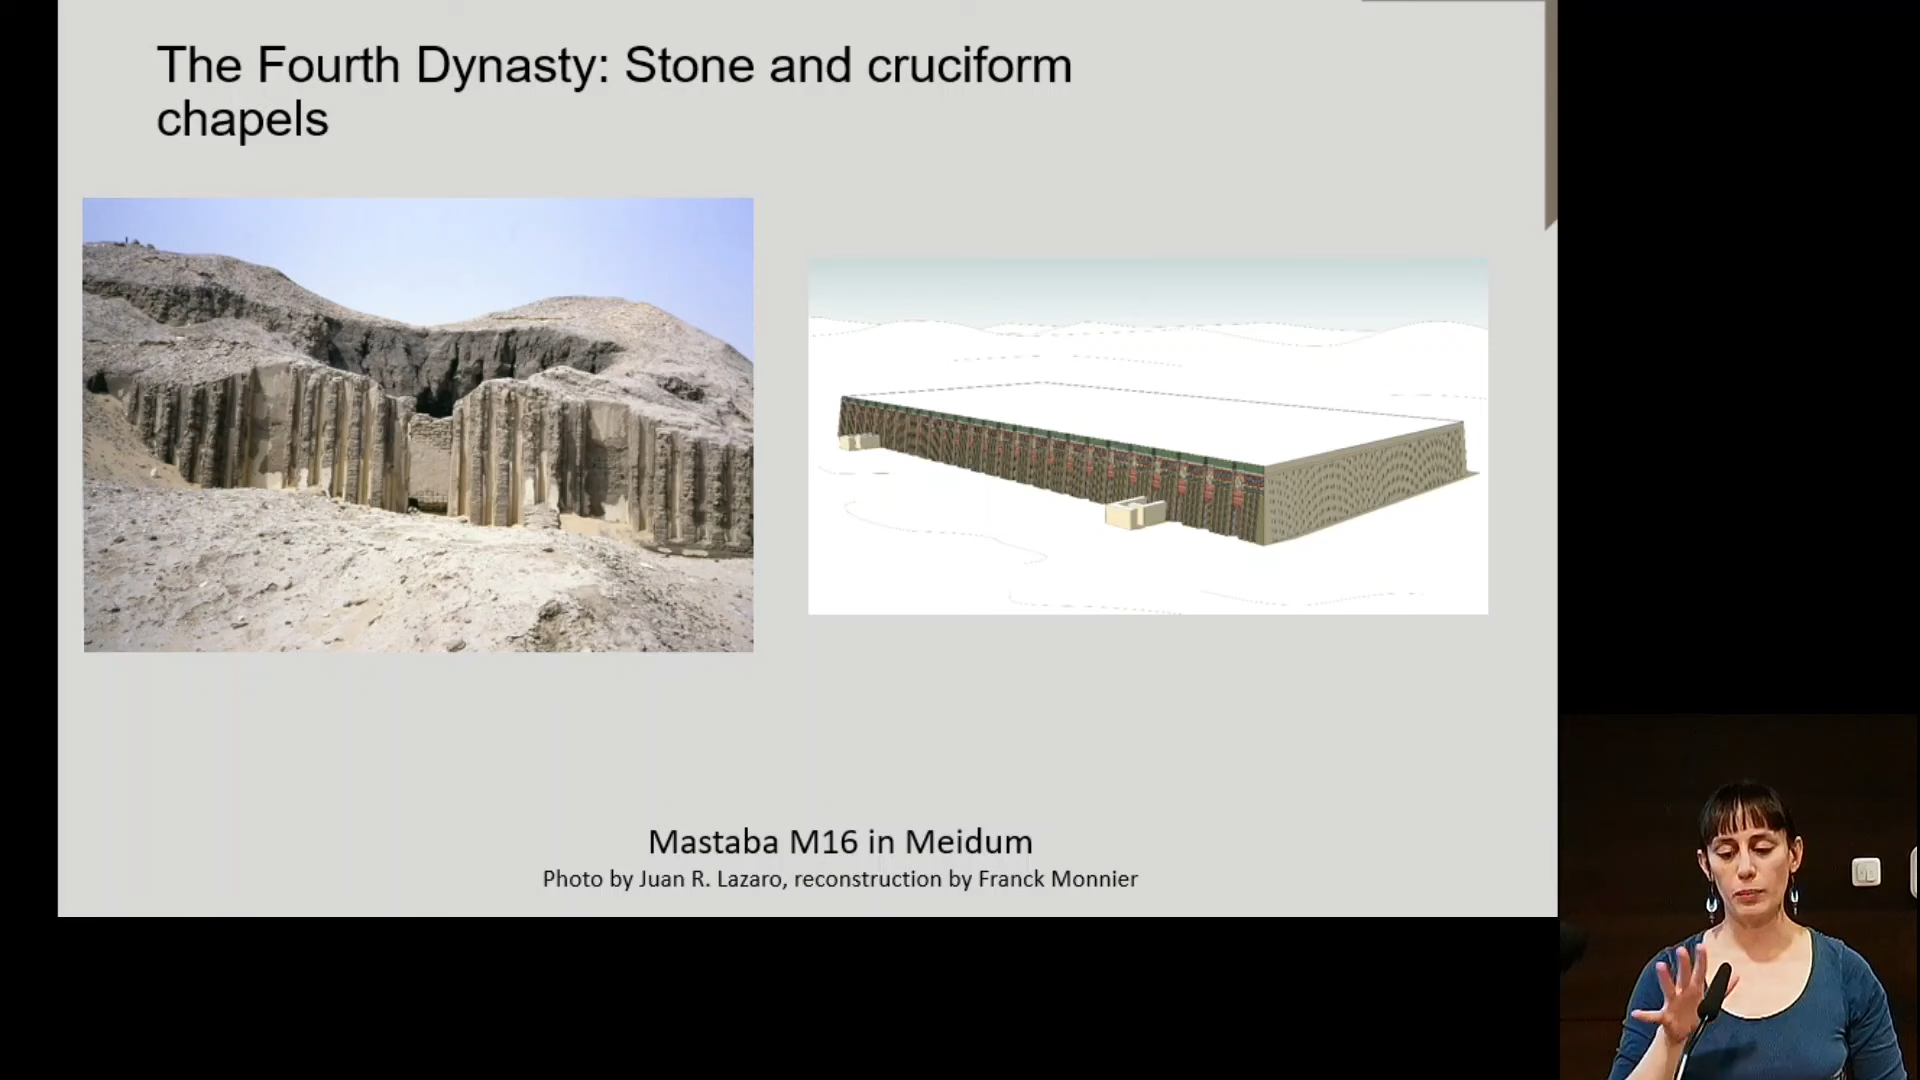 The Fourth Dynasty: Stone and cruciform
chapels
Mastaba M16 in Meidum
Photo by Juan R. Lazaro, reconstruction by Franck Monnier